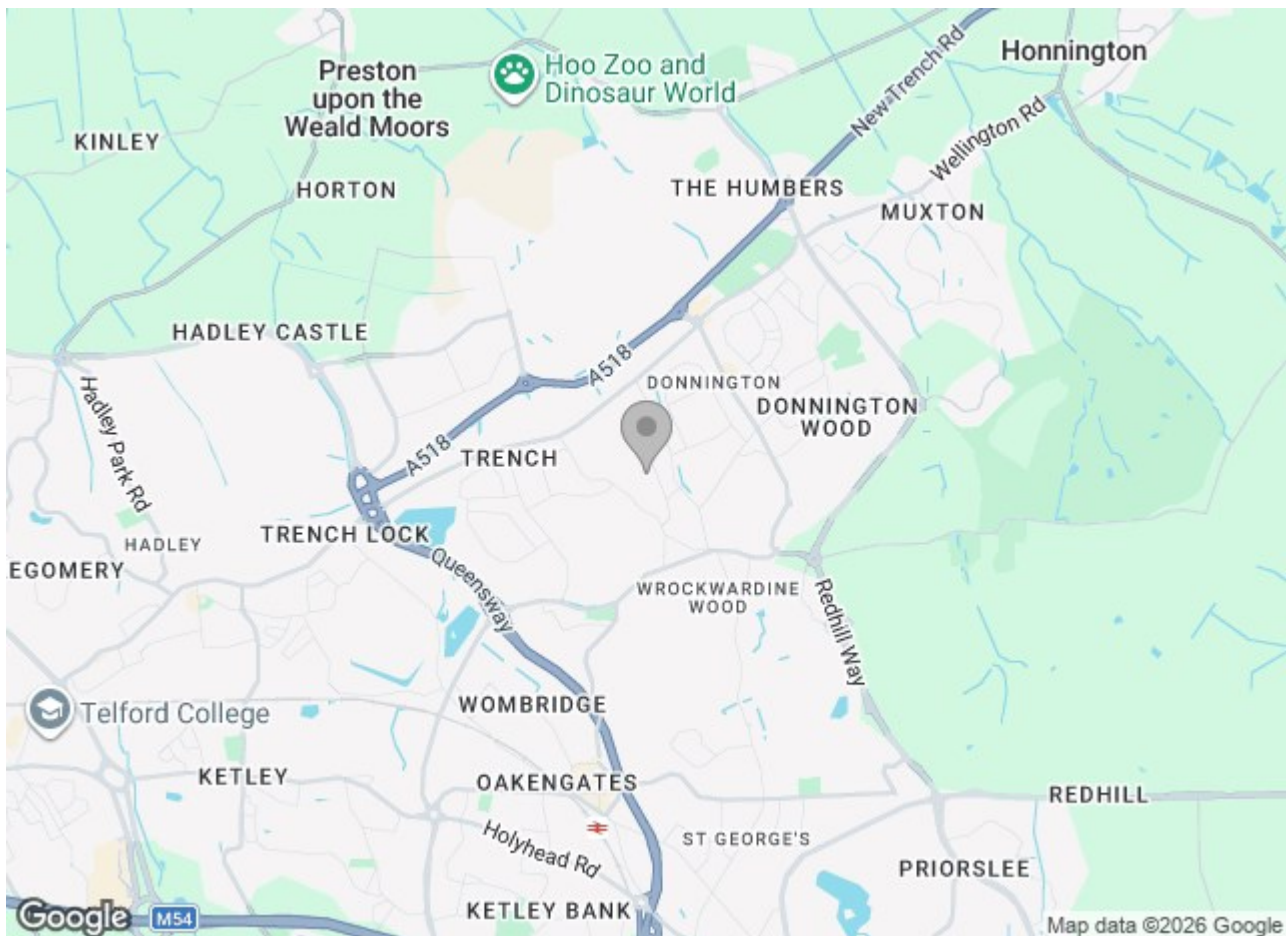 Honnington
Preston
upon the
Weald Moors
Hoo Zoo and
Dinosaur World
New Trench Rd
Wellington Rd
KINLEY
HORTON
THE HUMBERS
MUXTON
HADLEY CASTLE
A518
DONNINGTON
DONNINGTON
WOOD
Hadley Park Rd
A518
TRENCH
TRENCH LOCK
HADLEY
EGOMERY
Queensway
WROCKWARDINE
WOOD
Redhill Way
WOMBRIDGE
Telford College
KETLEY
OAKENGATES
REDHILL
Holyhead Rd
ST GEORGE'S
PRIORSLEE
KETLEY BANK
Google
M54
Map data ©2026 Google